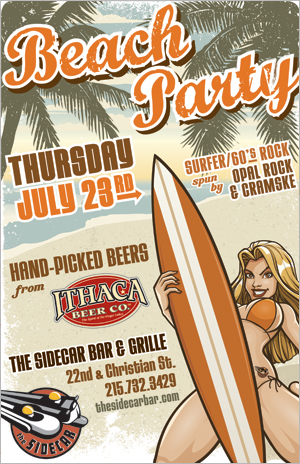 Beach
Party
THURSDAY
JULY 23RD
SURFER/60'S ROCK
spun by OPAL ROCK
& GRAMSKE
HAND-PICKED BEERS
from
ITHACA
BEER CO.
THE SIDECAR BAR & GRILLE
22nd & Christian St.
215.732.3429
thesidecarbar.com
the SIDECAR